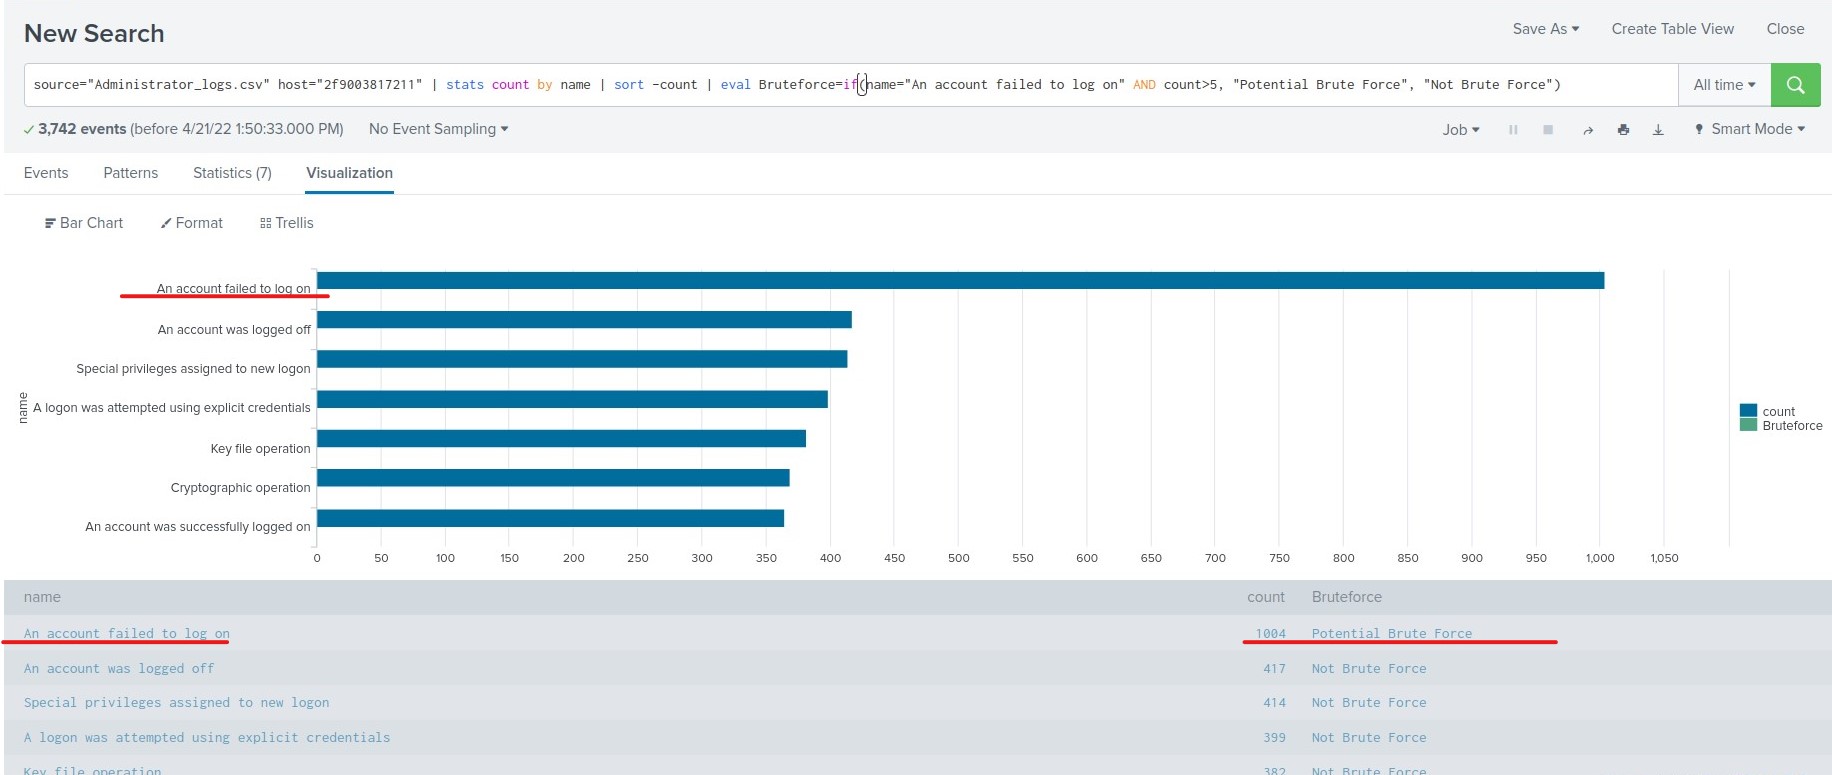 New Search
Save As Create Table View Close
source="Administrator_logs.csv" host="2f9003817211" | stats count by name | sort -count | eval Bruteforce=if(name="An account failed to log on" AND count>5, "Potential Brute Force", "Not Brute Force")
All time
3,742 events (before 4/21/22 1:50:33.000 PM) No Event Sampling
Job Smart Mode
Events Patterns Statistics (7) Visualization
Bar Chart Format Trellis
An account failed to log on
An account was logged off
Special privileges assigned to new logon
A logon was attempted using explicit credentials
Key file operation
Cryptographic operation
An account was successfully logged on
name
0 50 100 150 200 250 300 350 400 450 500 550 600 650 700 750 800 850 900 950 1,000 1,050
count
Bruteforce
name count Bruteforce
An account failed to log on 1004 Potential Brute Force
An account was logged off 417 Not Brute Force
Special privileges assigned to new logon 414 Not Brute Force
A logon was attempted using explicit credentials 399 Not Brute Force
Key file operation 382 Not Brute Force